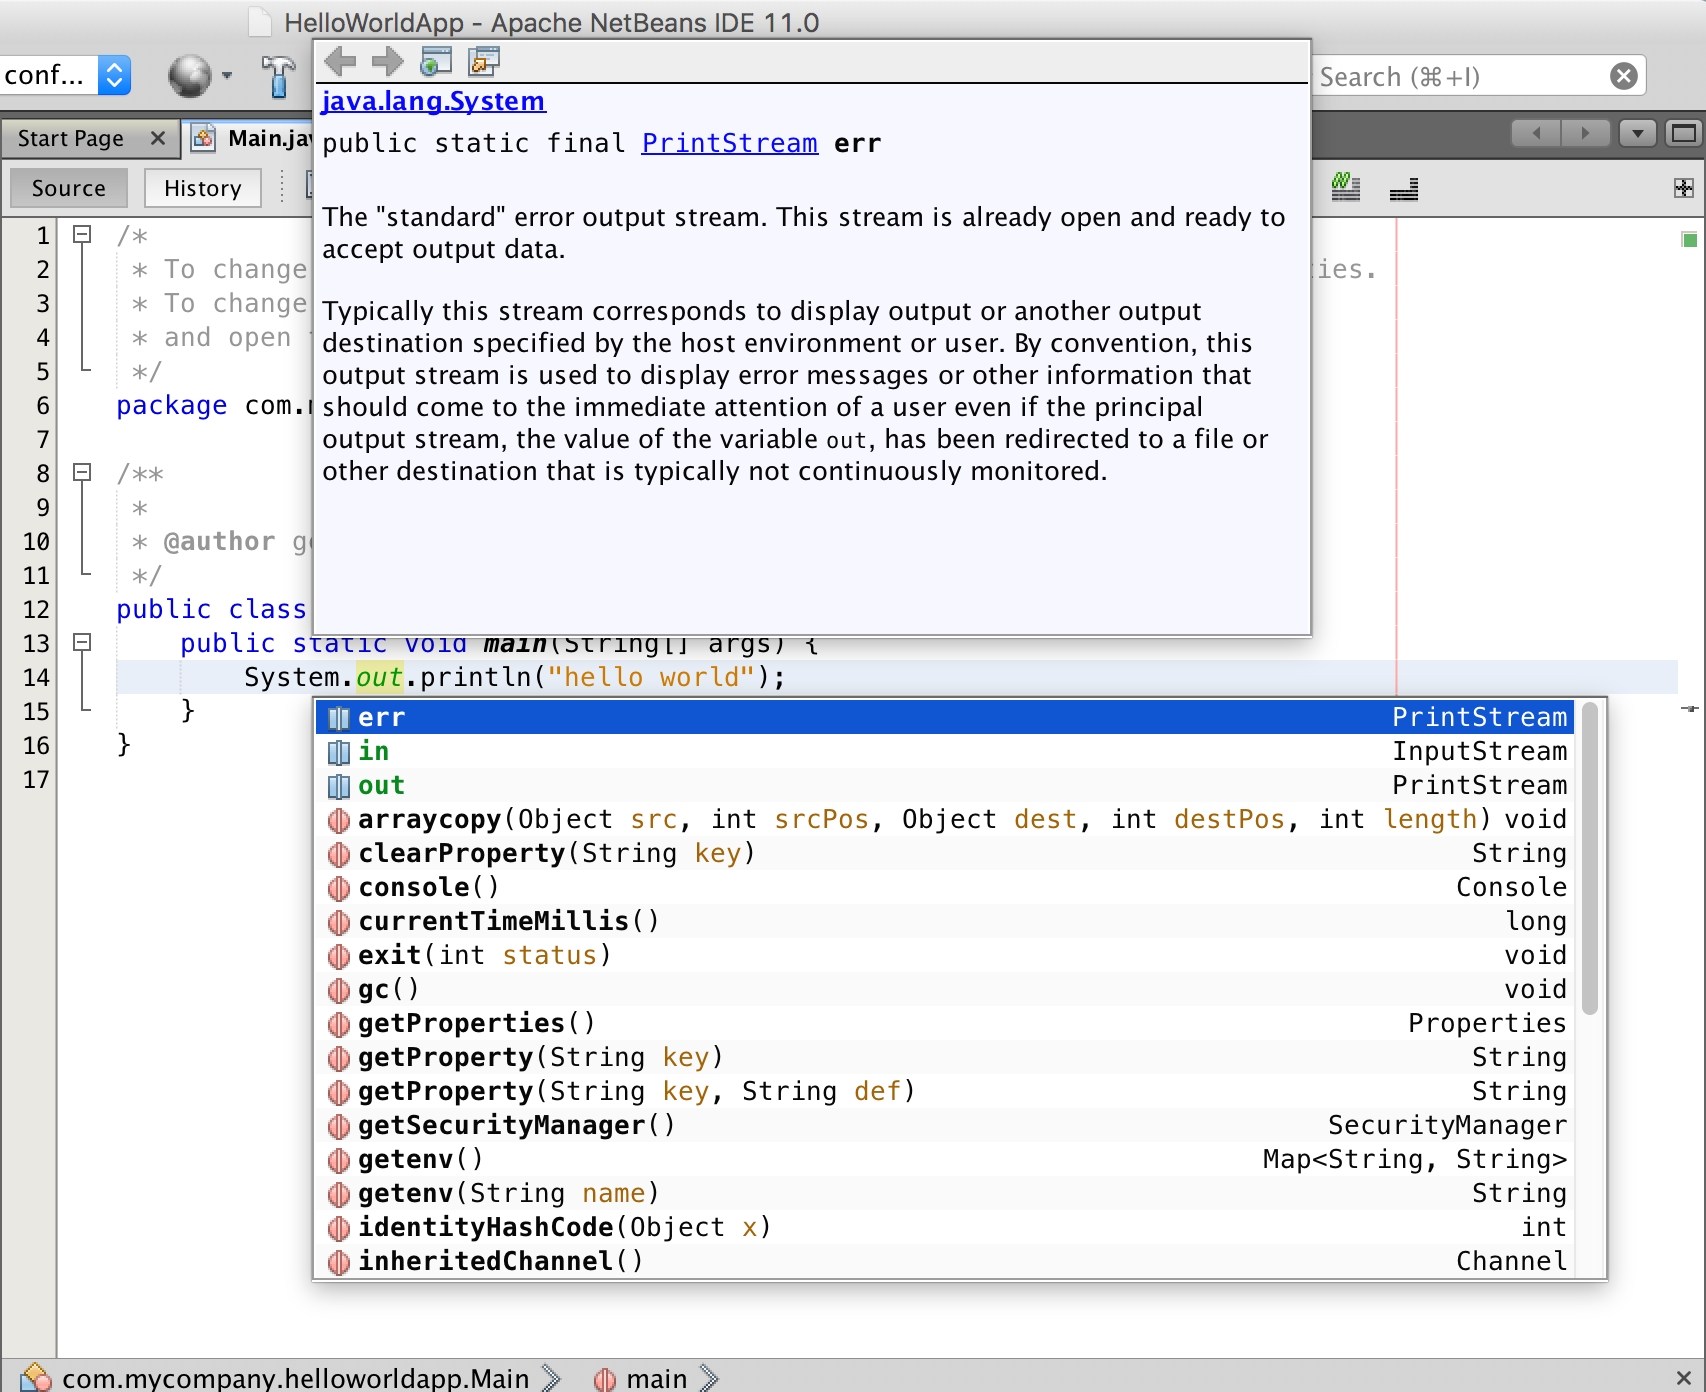 HelloWorldApp - Apache NetBeans IDE 11.0
conf...
Search (⌘+I)
Start Page
Main.jav
Source
History
java.lang.System
public static final PrintStream err
The "standard" error output stream. This stream is already open and ready to
accept output data.
Typically this stream corresponds to display output or another output
destination specified by the host environment or user. By convention, this
output stream is used to display error messages or other information that
should come to the immediate attention of a user even if the principal
output stream, the value of the variable out, has been redirected to a file or
other destination that is typically not continuously monitored.
1 /*
2 * To change ies.
3 * To change
4 * and open
5 */
6 package com.
7
8 /**
9 *
10 * @author ge
11 */
12 public class
13 public static void main(String[] args) {
14 System.out.println("hello world");
15 }
16 }
17
err PrintStream
in InputStream
out PrintStream
arraycopy(Object src, int srcPos, Object dest, int destPos, int length) void
clearProperty(String key) String
console() Console
currentTimeMillis() long
exit(int status) void
gc() void
getProperties() Properties
getProperty(String key) String
getProperty(String key, String def) String
getSecurityManager() SecurityManager
getenv() Map<String, String>
getenv(String name) String
identityHashCode(Object x) int
inheritedChannel() Channel
com.mycompany.helloworldapp.Main
main